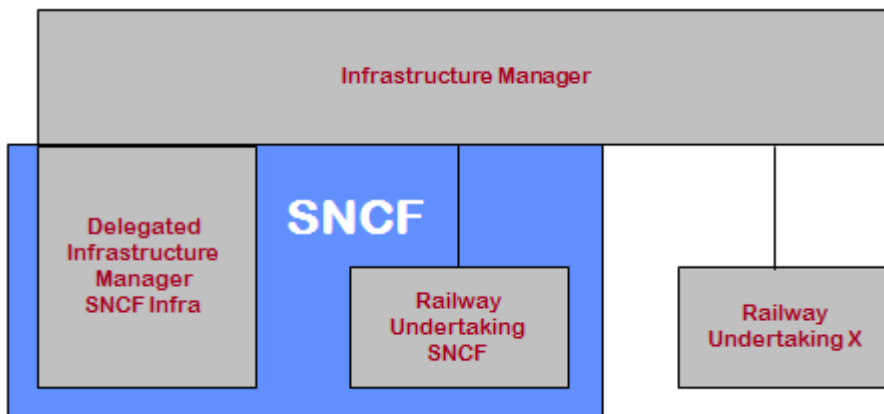 Infrastructure Manager
SNCF
Delegated
Infrastructure
Manager
SNCF Infra
Railway
Undertaking
SNCF
Railway
Undertaking X